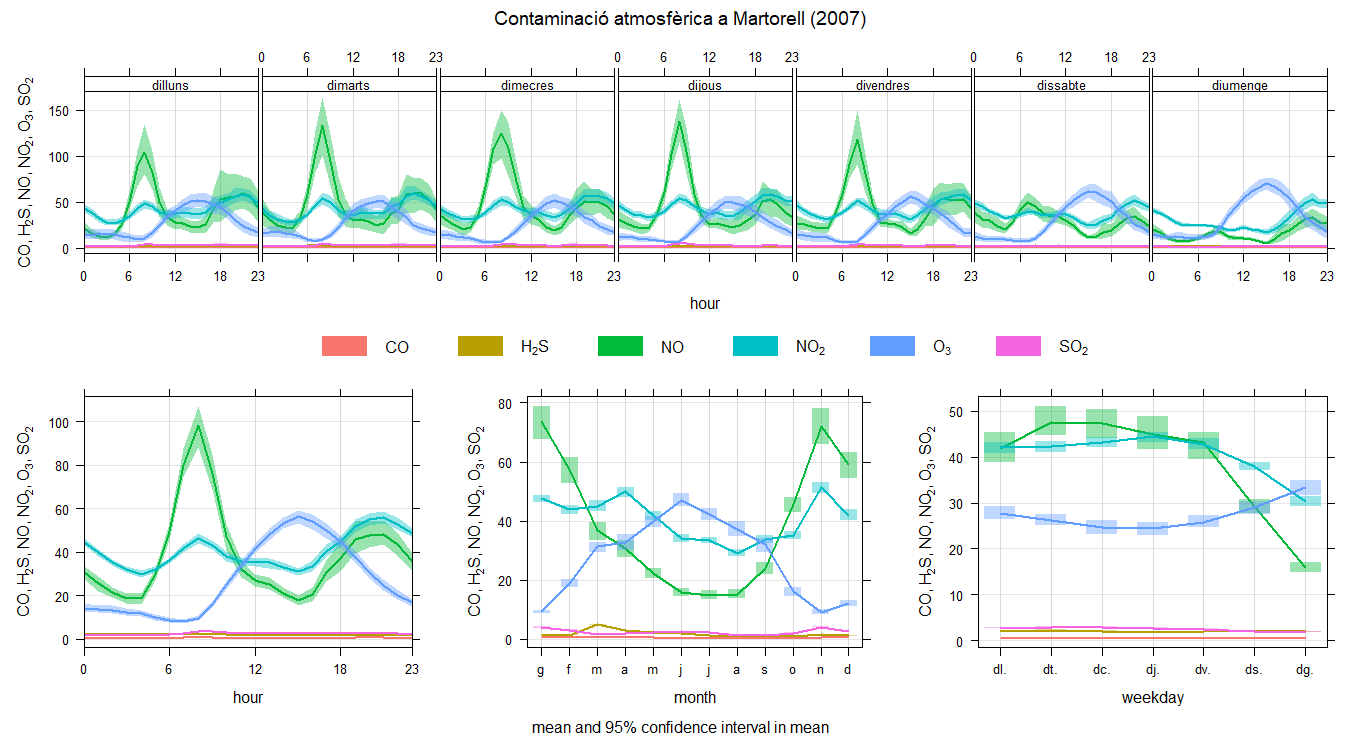 Contaminació atmosfèrica a Martorell (2007)
0 6 12 18 23 0 6 12 18 23 0 6 12 18 23
dilluns dimarts dimecres dijous divendres dissabte diumenge
CO, H₂S, NO, NO₂, O₃, SO₂
150
100
50
0
0 6 12 18 23 0 6 12 18 23 0 6 12 18 23 0 6 12 18 23
hour
CO H₂S NO NO₂ O₃ SO₂
CO, H₂S, NO, NO₂, O₃, SO₂
100
80
60
40
20
0
0 6 12 18 23
hour
CO, H₂S, NO, NO₂, O₃, SO₂
80
60
40
20
0
g f m a m j j a s o n d
month
CO, H₂S, NO, NO₂, O₃, SO₂
50
40
30
20
10
0
dl. dt. dc. dj. dv. ds. dg.
weekday
mean and 95% confidence interval in mean